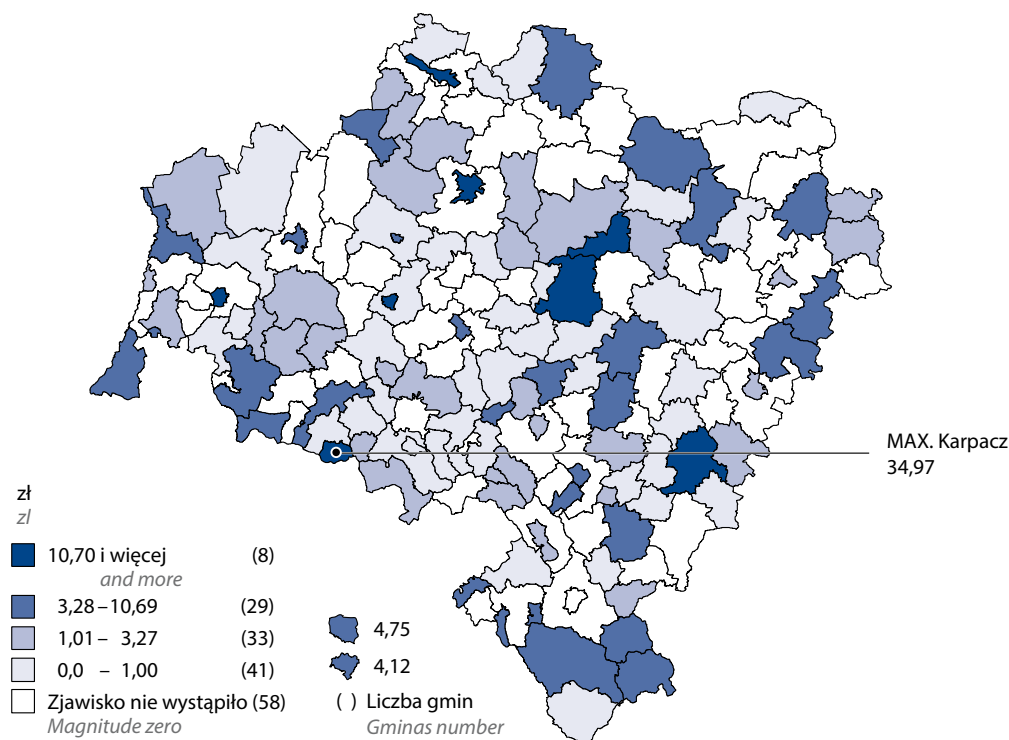 MAX. Karpacz
34,97
zł
zl
10,70 i więcej (8)
and more
3,28 – 10,69 (29)
1,01 – 3,27 (33)
0,0 – 1,00 (41)
Zjawisko nie wystąpiło (58)
Magnitude zero
4,75
4,12
( ) Liczba gmin
Gminas number